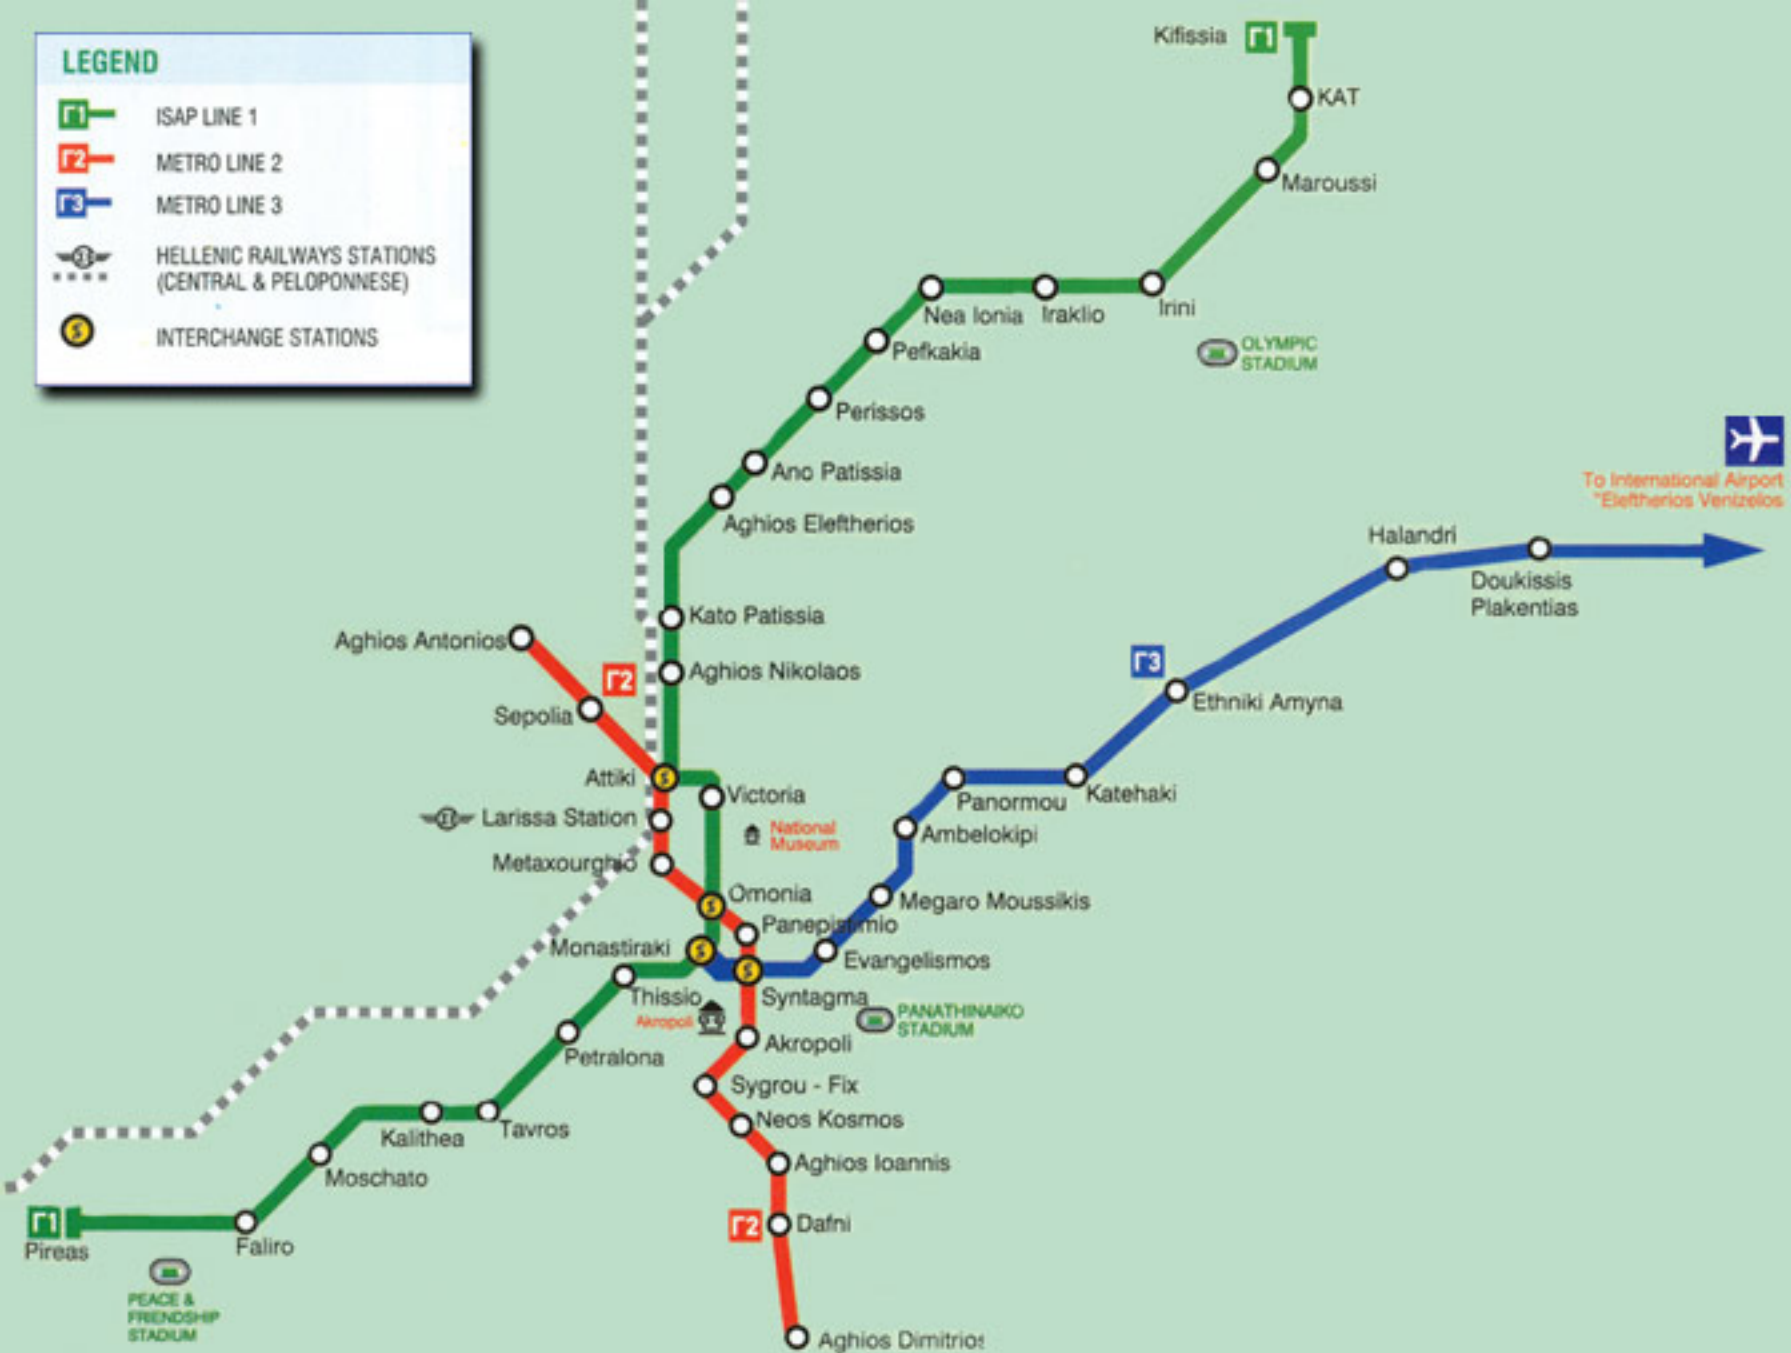 LEGEND
Γ1 ISAP LINE 1
Γ2 METRO LINE 2
Γ3 METRO LINE 3
HELLENIC RAILWAYS STATIONS
(CENTRAL & PELOPONNESE)
INTERCHANGE STATIONS
Kifissia Γ1
KAT
Maroussi
Nea Ionia
Iraklio
Irini
OLYMPIC
STADIUM
Pefkakia
Perissos
Ano Patissia
Aghios Eleftherios
To International Airport
"Eleftherios Venizelos
Halandri
Doukissis
Plakentias
Kato Patissia
Aghios Antonios
Γ2
Aghios Nikolaos
Γ3
Ethniki Amyna
Sepolia
Attiki
Victoria
Panormou
Katehaki
Larissa Station
National
Museum
Ambelokipi
Metaxourghio
Omonia
Megaro Moussikis
Panepistimio
Monastiraki
Evangelismos
Thissio
Syntagma
Akropoli
PANATHINAIKO
STADIUM
Akropoli
Petralona
Sygrou - Fix
Neos Kosmos
Kalithea
Tavros
Aghios Ioannis
Moschato
Γ2
Dafni
Γ1
Pireas
Faliro
PEACE &
FRIENDSHIP
STADIUM
Aghios Dimitrios